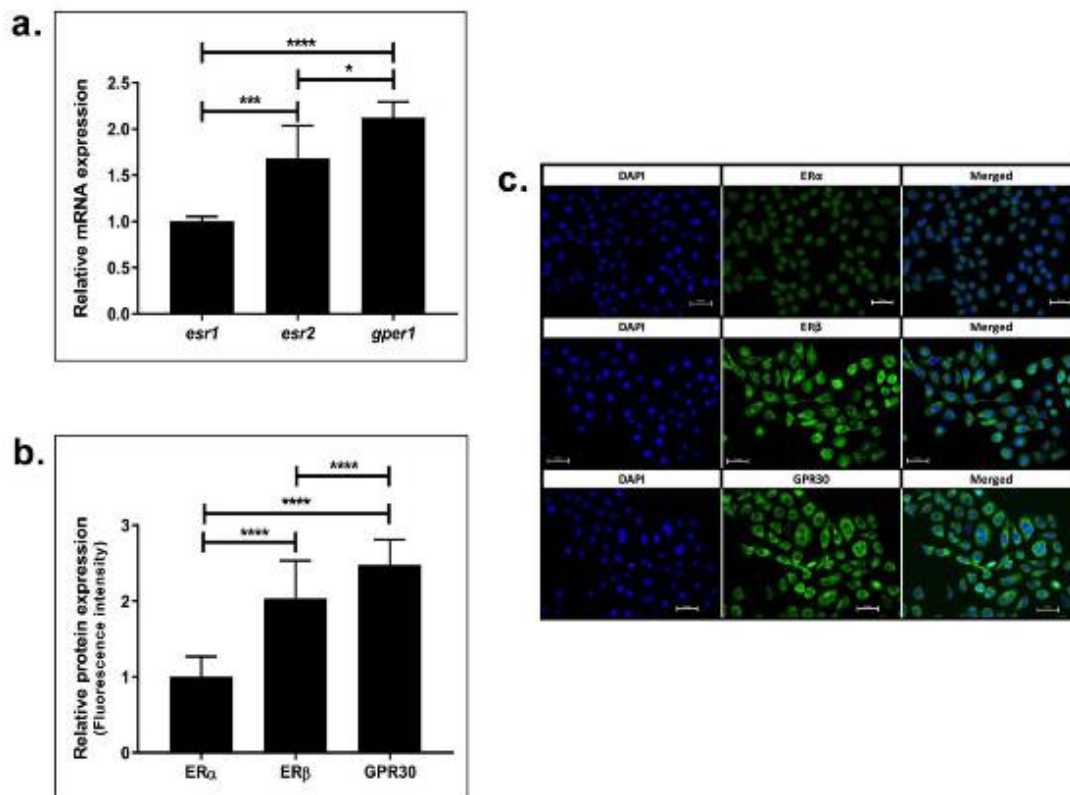 a.
****
*
***
Relative mRNA expression
2.5
2.0
1.5
1.0
0.5
0.0
esr1 esr2 gper1
b.
****
****
****
Relative protein expression
(Fluorescence intensity)
3
2
1
0
ERα ERβ GPR30
c.
DAPI ERα Merged
DAPI ERβ Merged
DAPI GPR30 Merged